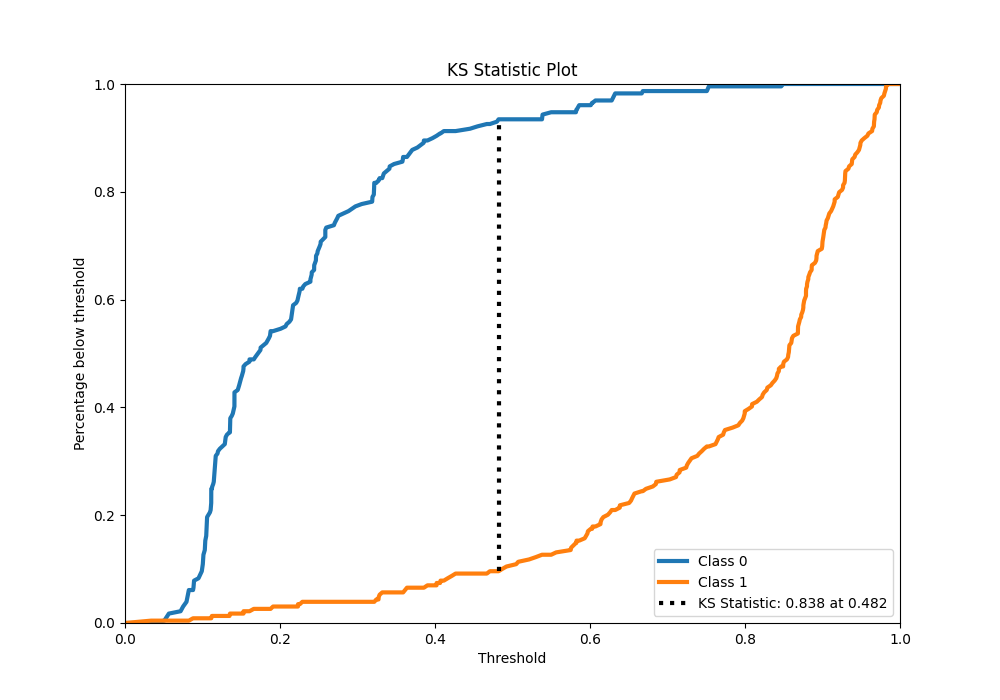 KS Statistic Plot
1.0
0.8
0.6
0.4
0.2
0.0
Percentage below threshold
0.0 0.2 0.4 0.6 0.8 1.0
Threshold
Class 0
Class 1
KS Statistic: 0.838 at 0.482